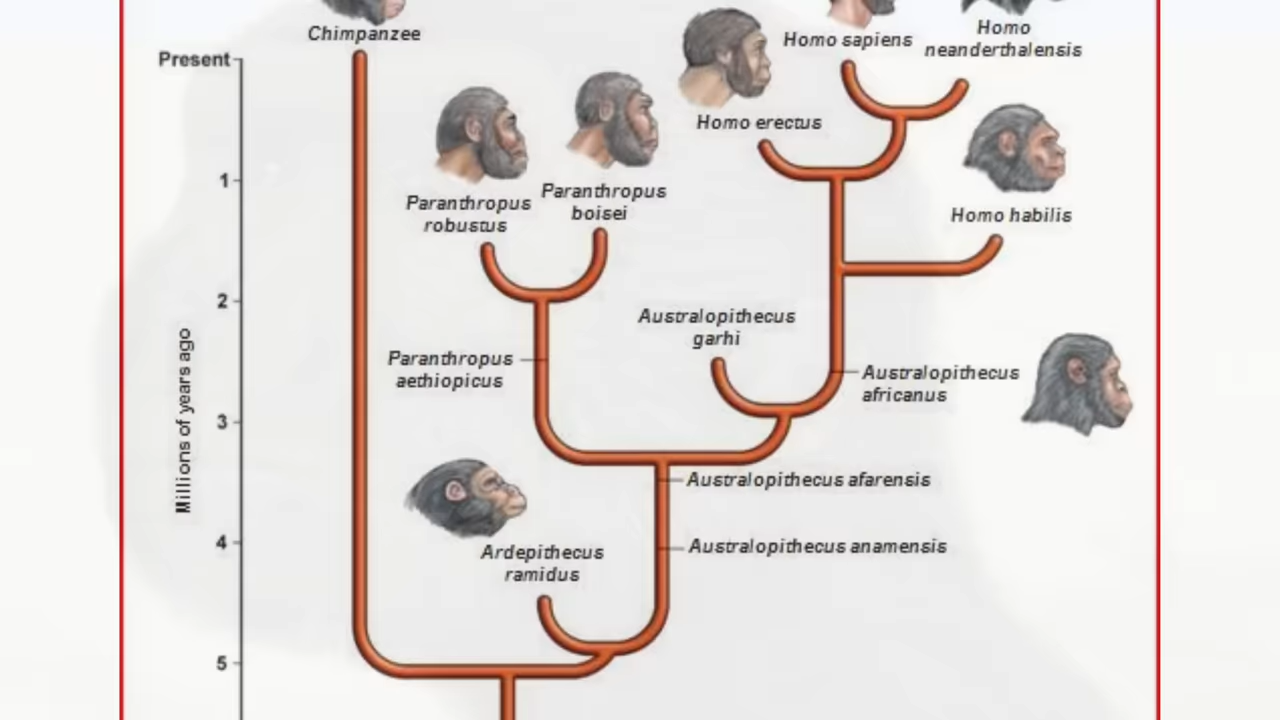 Chimpanzee
Homo sapiens
Homo
neanderthalensis
Present
Homo erectus
1
Paranthropus
robustus
Paranthropus
boisei
Homo habilis
2
Australopithecus
garhi
Paranthropus
aethiopicus
Australopithecus
africanus
3
Millions of years ago
Australopithecus afarensis
4
Ardepithecus
ramidus
Australopithecus anamensis
5